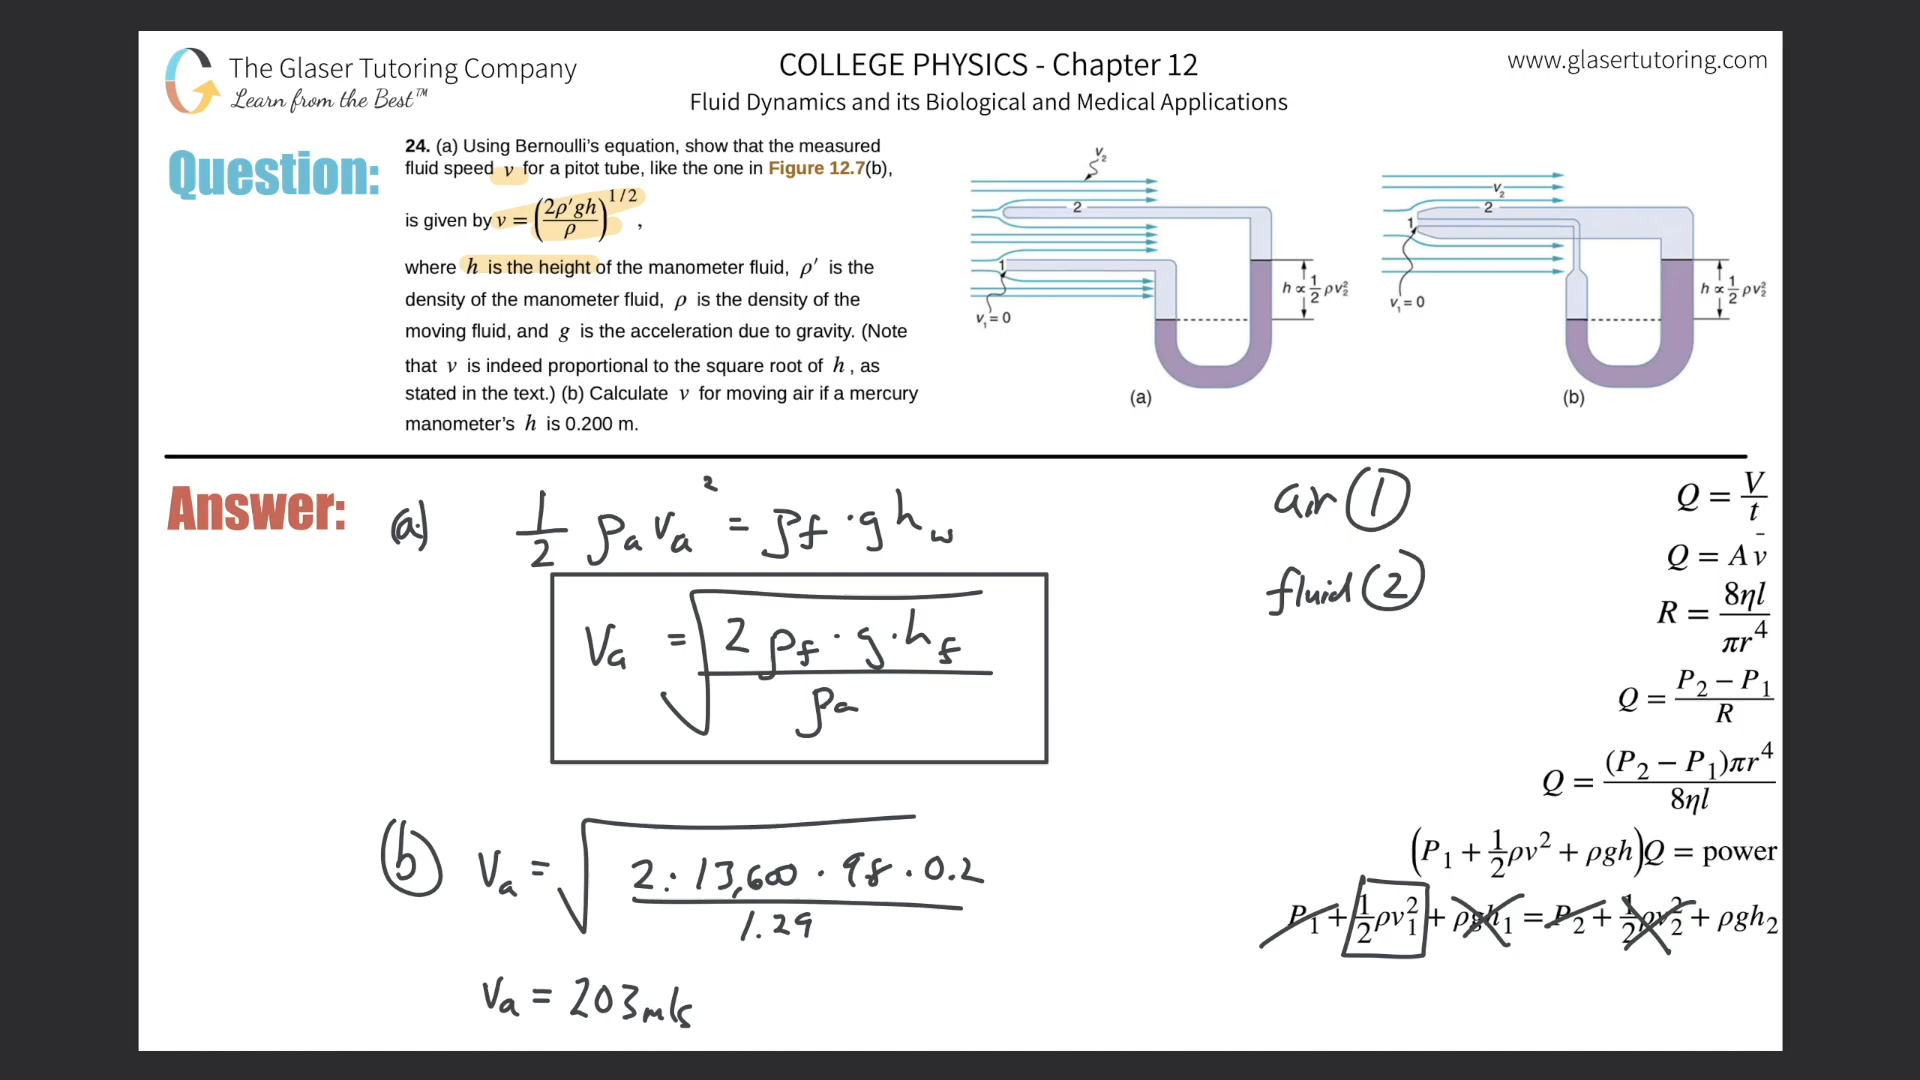 The Glaser Tutoring Company
Learn from the Best™
COLLEGE PHYSICS - Chapter 12
Fluid Dynamics and its Biological and Medical Applications
www.glasertutoring.com
Question:
24. (a) Using Bernoulli's equation, show that the measured
fluid speed v for a pitot tube, like the one in Figure 12.7(b),
is given by v = (2ρ′gh/ρ)^1/2,
where h is the height of the manometer fluid, ρ′ is the
density of the manometer fluid, ρ is the density of the
moving fluid, and g is the acceleration due to gravity. (Note
that v is indeed proportional to the square root of h, as
stated in the text.) (b) Calculate v for moving air if a mercury
manometer's h is 0.200 m.
v₂
2
1
v₁ = 0
h ∝ 1/2 ρv₂²
(a)
v₂
2
1
v₁ = 0
h ∝ 1/2 ρv₂²
(b)
Answer:
(a) 1/2 ρa va² = ρf · g hw
Va = √(2 ρf · g · hf / ρa)
(b) Va = √(2 · 13,600 · 98 · 0.2 / 1.29)
Va = 203 m/s
air (1)
fluid (2)
Q = V/t
Q = A v̄
R = 8ηl/πr⁴
Q = P₂ − P₁/R
Q = (P₂ − P₁)πr⁴/8ηl
(P₁ + 1/2ρv² + ρgh)Q = power
P₁ + 1/2ρv₁² + ρgh₁ = P₂ + 1/2ρv₂² + ρgh₂